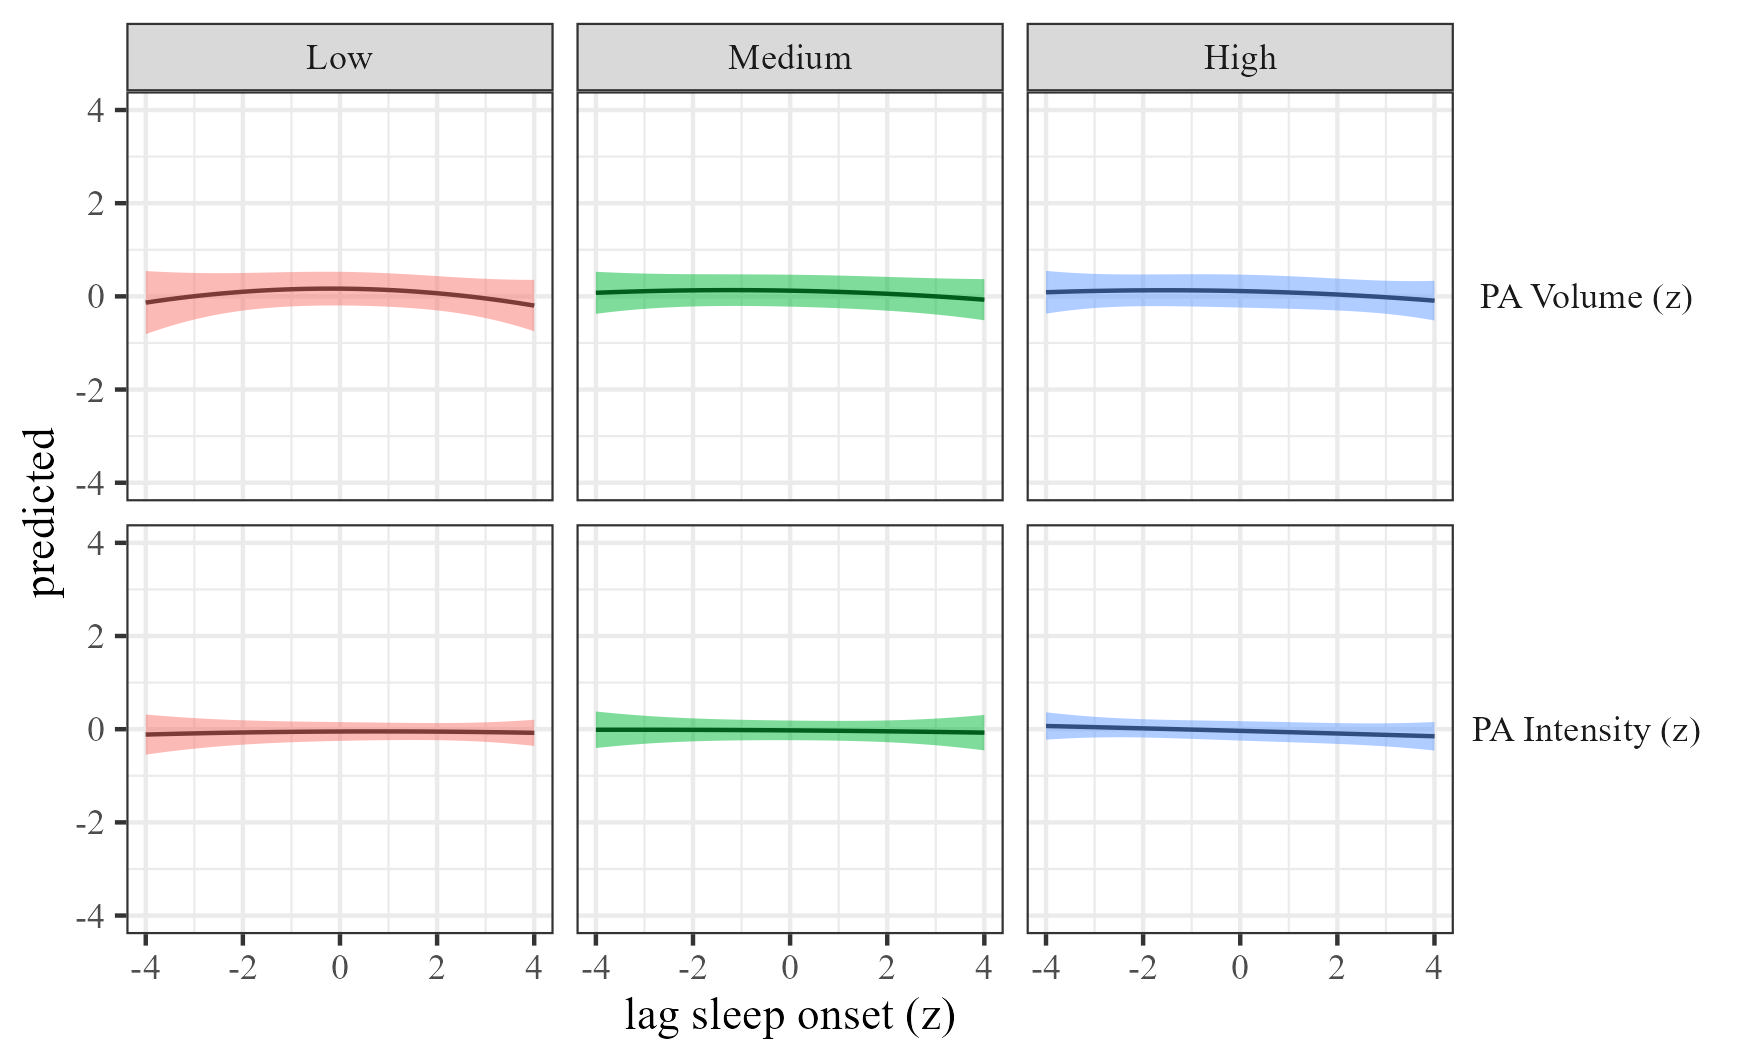 Low Medium High
4
2
0
-2
-4
PA Volume (z)
predicted
4
2
0
-2
-4
PA Intensity (z)
-4 -2 0 2 4 -4 -2 0 2 4 -4 -2 0 2 4
lag sleep onset (z)